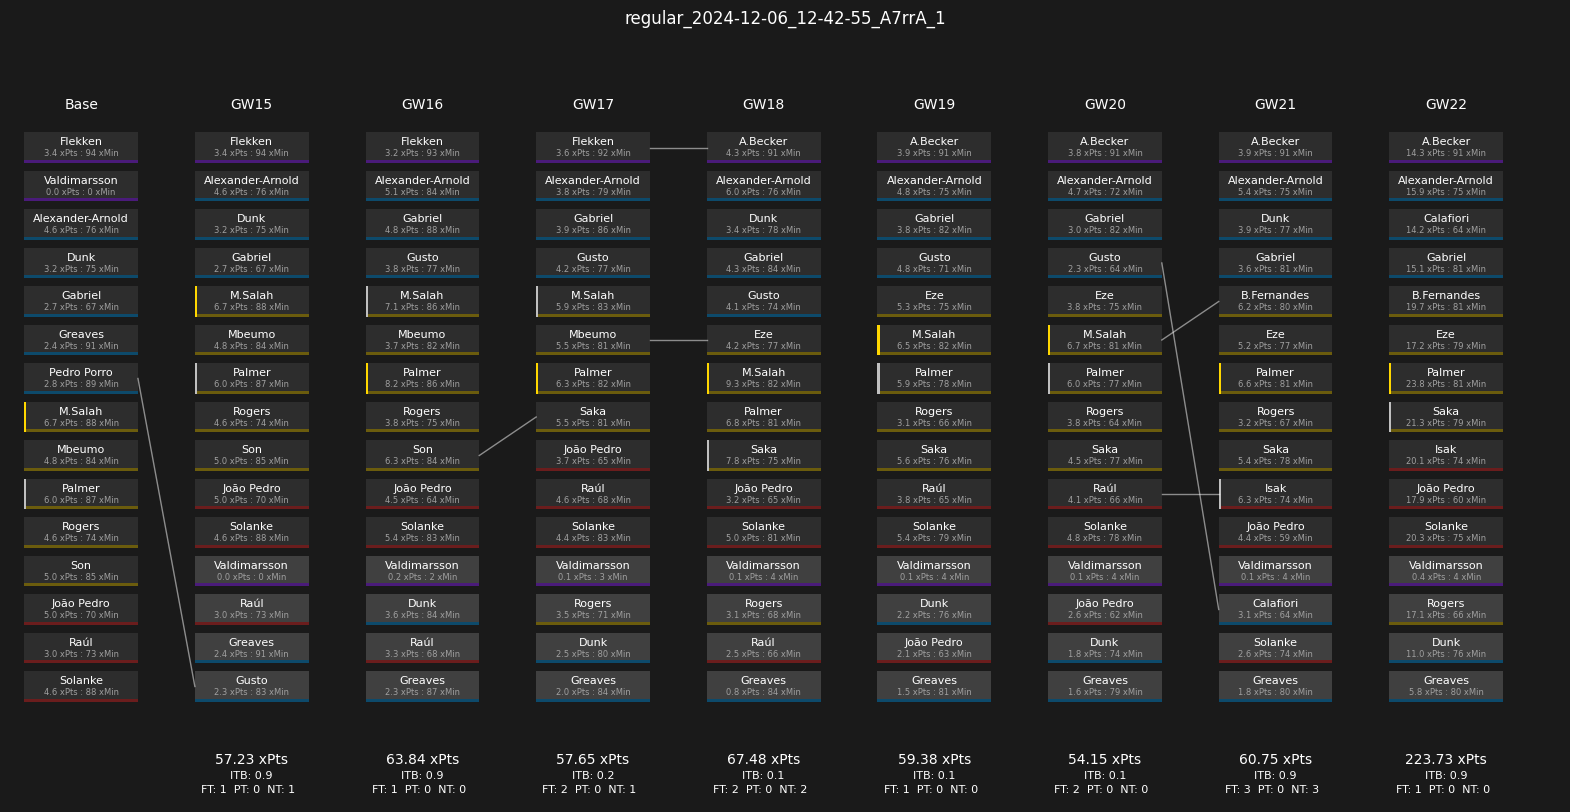 regular_2024-12-06_12-42-55_A7rrA_1
Base
Flekken
3.4 xPts : 94 xMin
Valdimarsson
0.0 xPts : 0 xMin
Alexander-Arnold
4.6 xPts : 76 xMin
Dunk
3.2 xPts : 75 xMin
Gabriel
2.7 xPts : 67 xMin
Greaves
2.4 xPts : 91 xMin
Pedro Porro
2.8 xPts : 89 xMin
M.Salah
6.7 xPts : 88 xMin
Mbeumo
4.8 xPts : 84 xMin
Palmer
6.0 xPts : 87 xMin
Rogers
4.6 xPts : 74 xMin
Son
5.0 xPts : 85 xMin
João Pedro
5.0 xPts : 70 xMin
Raúl
3.0 xPts : 73 xMin
Solanke
4.6 xPts : 88 xMin
GW15
Flekken
3.4 xPts : 94 xMin
Alexander-Arnold
4.6 xPts : 76 xMin
Dunk
3.2 xPts : 75 xMin
Gabriel
2.7 xPts : 67 xMin
M.Salah
6.7 xPts : 88 xMin
Mbeumo
4.8 xPts : 84 xMin
Palmer
6.0 xPts : 87 xMin
Rogers
4.6 xPts : 74 xMin
Son
5.0 xPts : 85 xMin
João Pedro
5.0 xPts : 70 xMin
Solanke
4.6 xPts : 88 xMin
Valdimarsson
0.0 xPts : 0 xMin
Raúl
3.0 xPts : 73 xMin
Greaves
2.4 xPts : 91 xMin
Gusto
2.3 xPts : 83 xMin
57.23 xPts
ITB: 0.9
FT: 1 PT: 0 NT: 1
GW16
Flekken
3.2 xPts : 93 xMin
Alexander-Arnold
5.1 xPts : 84 xMin
Gabriel
4.8 xPts : 88 xMin
Gusto
3.8 xPts : 77 xMin
M.Salah
7.1 xPts : 86 xMin
Mbeumo
3.7 xPts : 82 xMin
Palmer
8.2 xPts : 86 xMin
Rogers
3.8 xPts : 75 xMin
Son
6.3 xPts : 84 xMin
João Pedro
4.5 xPts : 64 xMin
Solanke
5.4 xPts : 83 xMin
Valdimarsson
0.2 xPts : 2 xMin
Dunk
3.6 xPts : 84 xMin
Raúl
3.3 xPts : 68 xMin
Greaves
2.3 xPts : 87 xMin
63.84 xPts
ITB: 0.9
FT: 1 PT: 0 NT: 0
GW17
Flekken
3.6 xPts : 92 xMin
Alexander-Arnold
3.8 xPts : 79 xMin
Gabriel
3.9 xPts : 86 xMin
Gusto
4.2 xPts : 77 xMin
M.Salah
5.9 xPts : 83 xMin
Mbeumo
5.5 xPts : 81 xMin
Palmer
6.3 xPts : 82 xMin
Saka
5.5 xPts : 81 xMin
João Pedro
3.7 xPts : 65 xMin
Raúl
4.6 xPts : 68 xMin
Solanke
4.4 xPts : 83 xMin
Valdimarsson
0.1 xPts : 3 xMin
Rogers
3.5 xPts : 71 xMin
Dunk
2.5 xPts : 80 xMin
Greaves
2.0 xPts : 84 xMin
57.65 xPts
ITB: 0.2
FT: 2 PT: 0 NT: 1
GW18
A.Becker
4.3 xPts : 91 xMin
Alexander-Arnold
6.0 xPts : 76 xMin
Dunk
3.4 xPts : 78 xMin
Gabriel
4.3 xPts : 84 xMin
Gusto
4.1 xPts : 74 xMin
Eze
4.2 xPts : 77 xMin
M.Salah
9.3 xPts : 82 xMin
Palmer
6.8 xPts : 81 xMin
Saka
7.8 xPts : 75 xMin
João Pedro
3.2 xPts : 65 xMin
Solanke
5.0 xPts : 81 xMin
Valdimarsson
0.1 xPts : 4 xMin
Rogers
3.1 xPts : 68 xMin
Raúl
2.5 xPts : 66 xMin
Greaves
0.8 xPts : 84 xMin
67.48 xPts
ITB: 0.1
FT: 2 PT: 0 NT: 2
GW19
A.Becker
3.9 xPts : 91 xMin
Alexander-Arnold
4.8 xPts : 75 xMin
Gabriel
3.8 xPts : 82 xMin
Gusto
4.8 xPts : 71 xMin
Eze
5.3 xPts : 75 xMin
M.Salah
6.5 xPts : 82 xMin
Palmer
5.9 xPts : 78 xMin
Rogers
3.1 xPts : 66 xMin
Saka
5.6 xPts : 76 xMin
Raúl
3.8 xPts : 65 xMin
Solanke
5.4 xPts : 79 xMin
Valdimarsson
0.1 xPts : 4 xMin
Dunk
2.2 xPts : 76 xMin
João Pedro
2.1 xPts : 63 xMin
Greaves
1.5 xPts : 81 xMin
59.38 xPts
ITB: 0.1
FT: 1 PT: 0 NT: 0
GW20
A.Becker
3.8 xPts : 91 xMin
Alexander-Arnold
4.7 xPts : 72 xMin
Gabriel
3.0 xPts : 82 xMin
Gusto
2.3 xPts : 64 xMin
Eze
3.8 xPts : 75 xMin
M.Salah
6.7 xPts : 81 xMin
Palmer
6.0 xPts : 77 xMin
Rogers
3.8 xPts : 64 xMin
Saka
4.5 xPts : 77 xMin
Raúl
4.1 xPts : 66 xMin
Solanke
4.8 xPts : 78 xMin
Valdimarsson
0.1 xPts : 4 xMin
João Pedro
2.6 xPts : 62 xMin
Dunk
1.8 xPts : 74 xMin
Greaves
1.6 xPts : 79 xMin
54.15 xPts
ITB: 0.1
FT: 2 PT: 0 NT: 0
GW21
A.Becker
3.9 xPts : 91 xMin
Alexander-Arnold
5.4 xPts : 75 xMin
Dunk
3.9 xPts : 77 xMin
Gabriel
3.6 xPts : 81 xMin
B.Fernandes
6.2 xPts : 80 xMin
Eze
5.2 xPts : 77 xMin
Palmer
6.6 xPts : 81 xMin
Rogers
3.2 xPts : 67 xMin
Saka
5.4 xPts : 78 xMin
Isak
6.3 xPts : 74 xMin
João Pedro
4.4 xPts : 59 xMin
Valdimarsson
0.1 xPts : 4 xMin
Calafiori
3.1 xPts : 64 xMin
Solanke
2.6 xPts : 74 xMin
Greaves
1.8 xPts : 80 xMin
60.75 xPts
ITB: 0.9
FT: 3 PT: 0 NT: 3
GW22
A.Becker
14.3 xPts : 91 xMin
Alexander-Arnold
15.9 xPts : 75 xMin
Calafiori
14.2 xPts : 64 xMin
Gabriel
15.1 xPts : 81 xMin
B.Fernandes
19.7 xPts : 81 xMin
Eze
17.2 xPts : 79 xMin
Palmer
23.8 xPts : 81 xMin
Saka
21.3 xPts : 79 xMin
Isak
20.1 xPts : 74 xMin
João Pedro
17.9 xPts : 60 xMin
Solanke
20.3 xPts : 75 xMin
Valdimarsson
0.4 xPts : 4 xMin
Rogers
17.1 xPts : 66 xMin
Dunk
11.0 xPts : 76 xMin
Greaves
5.8 xPts : 80 xMin
223.73 xPts
ITB: 0.9
FT: 1 PT: 0 NT: 0